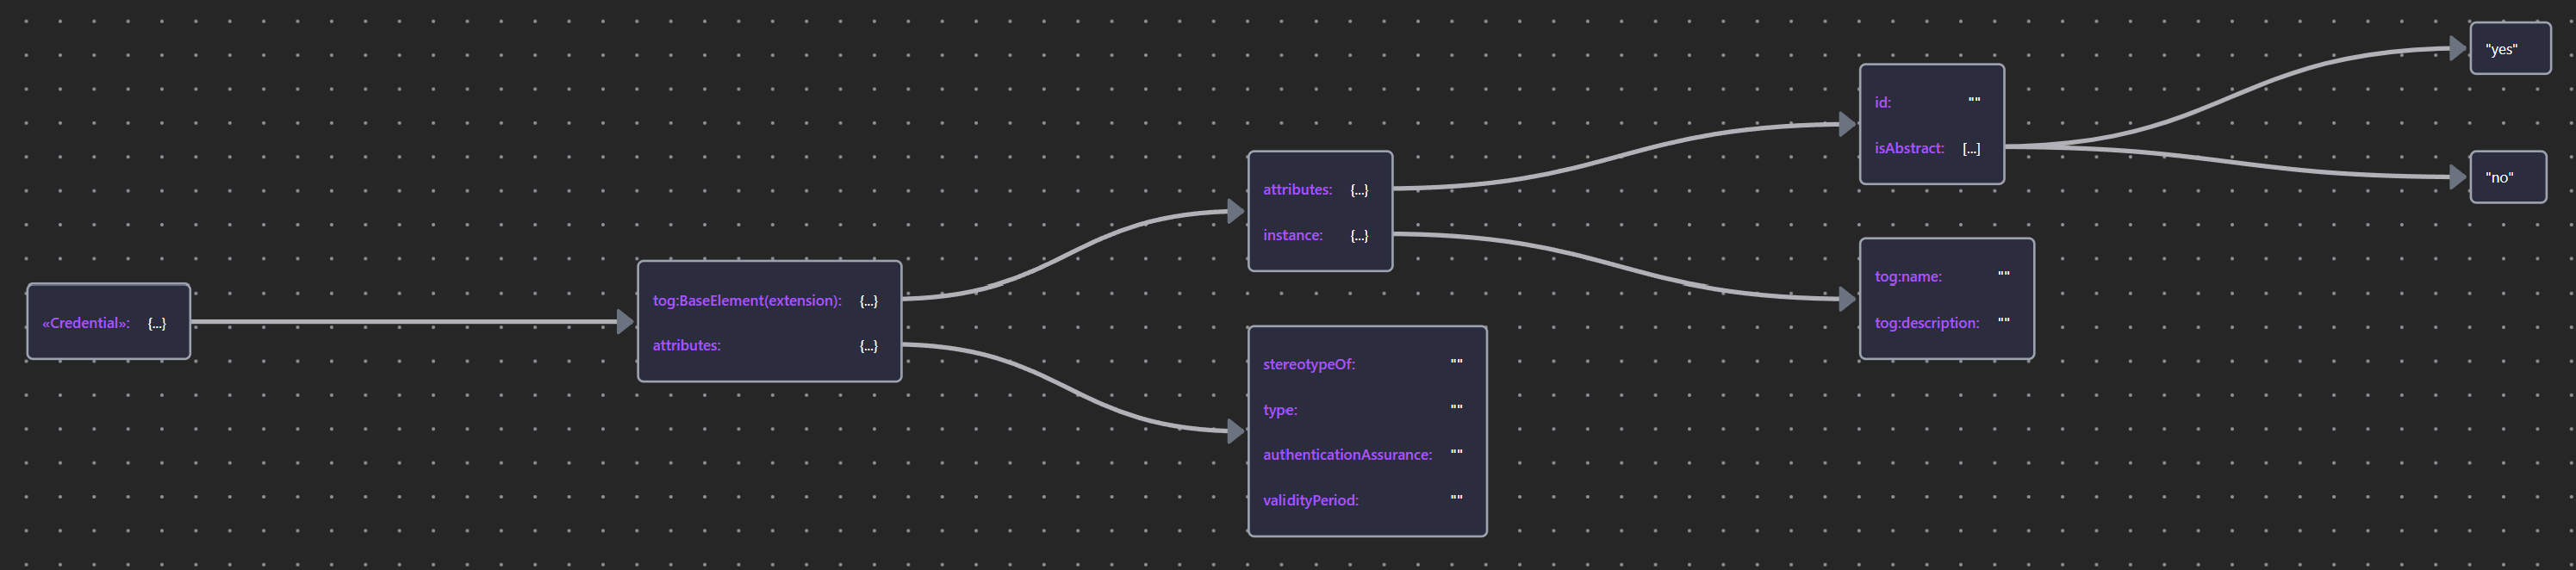 «Credential»: {...}
tog:BaseElement(extension): {...}
attributes: {...}
attributes: {...}
instance: {...}
stereotypeOf: ""
type: ""
authenticationAssurance: ""
validityPeriod: ""
id: ""
isAbstract: [...]
tog:name: ""
tog:description: ""
"yes"
"no"